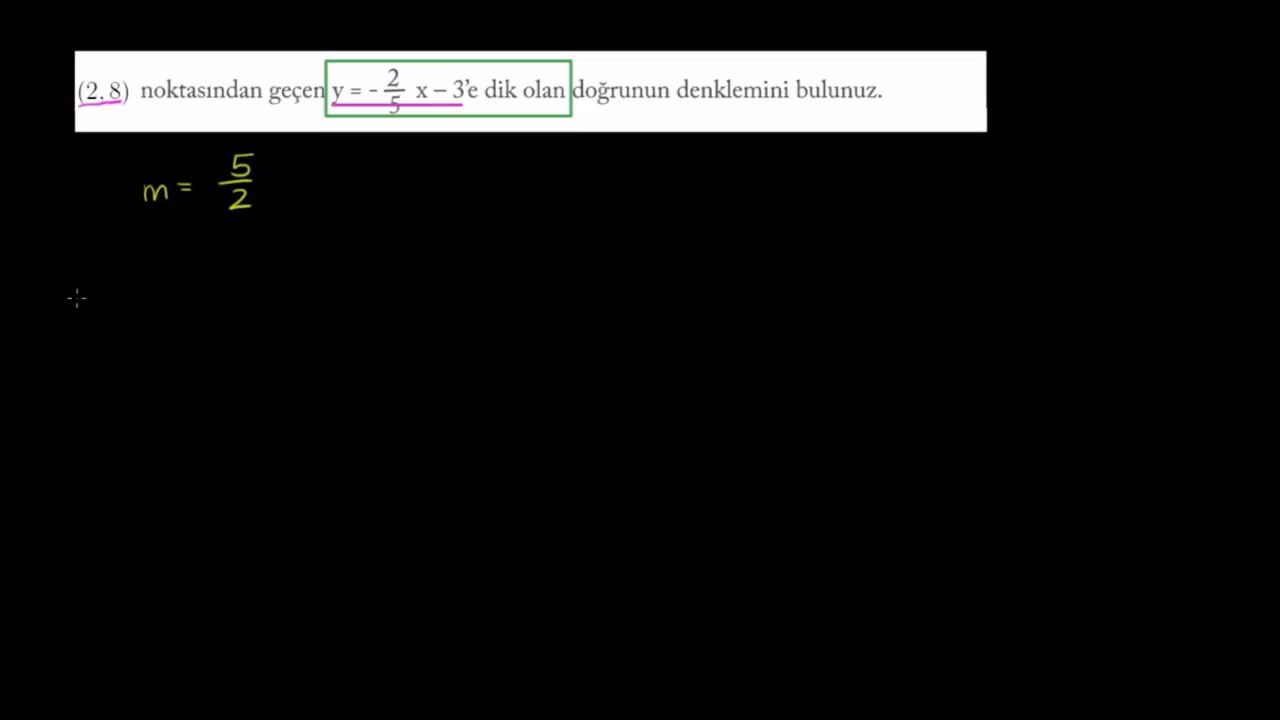 (2, 8) noktasından geçen y = - 2/5 x – 3’e dik olan doğrunun denklemini bulunuz.
m = 5/2